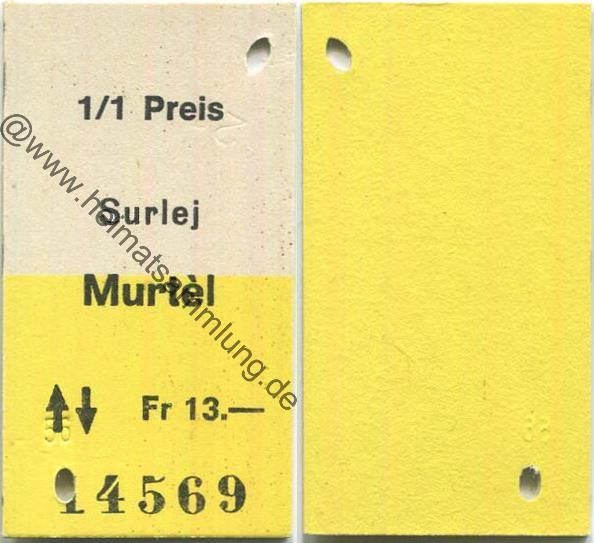 1/1 Preis
Surlej
Murtèl
Fr 13.—
14569
@www.heimatsammlung.de